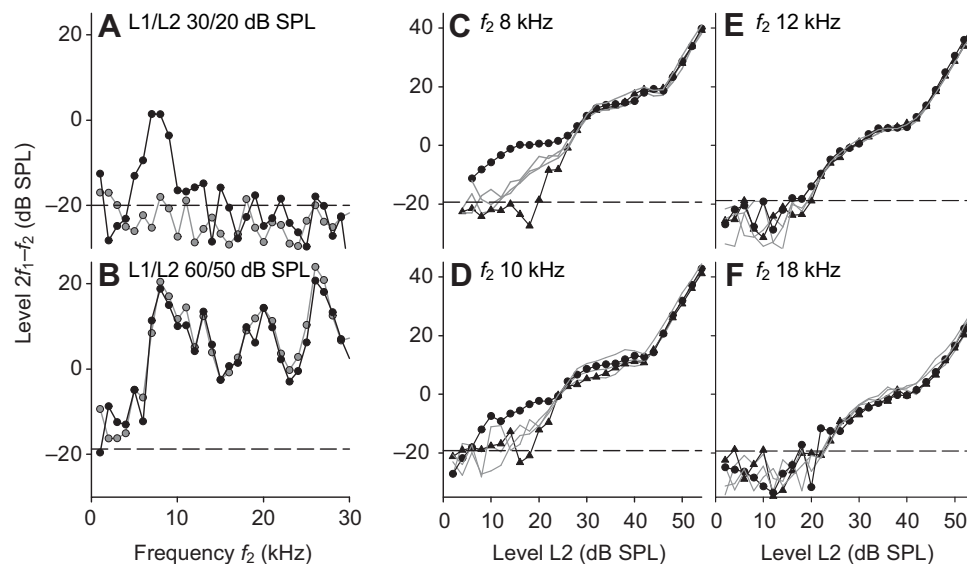 A L1/L2 30/20 dB SPL
20
0
–20
B L1/L2 60/50 dB SPL
20
0
–20
0 10 20 30
Frequency f2 (kHz)
Level 2f1–f2 (dB SPL)
C f2 8 kHz
40
20
0
–20
D f2 10 kHz
40
20
0
–20
0 10 20 30 40 50
Level L2 (dB SPL)
E f2 12 kHz
F f2 18 kHz
0 10 20 30 40 50
Level L2 (dB SPL)